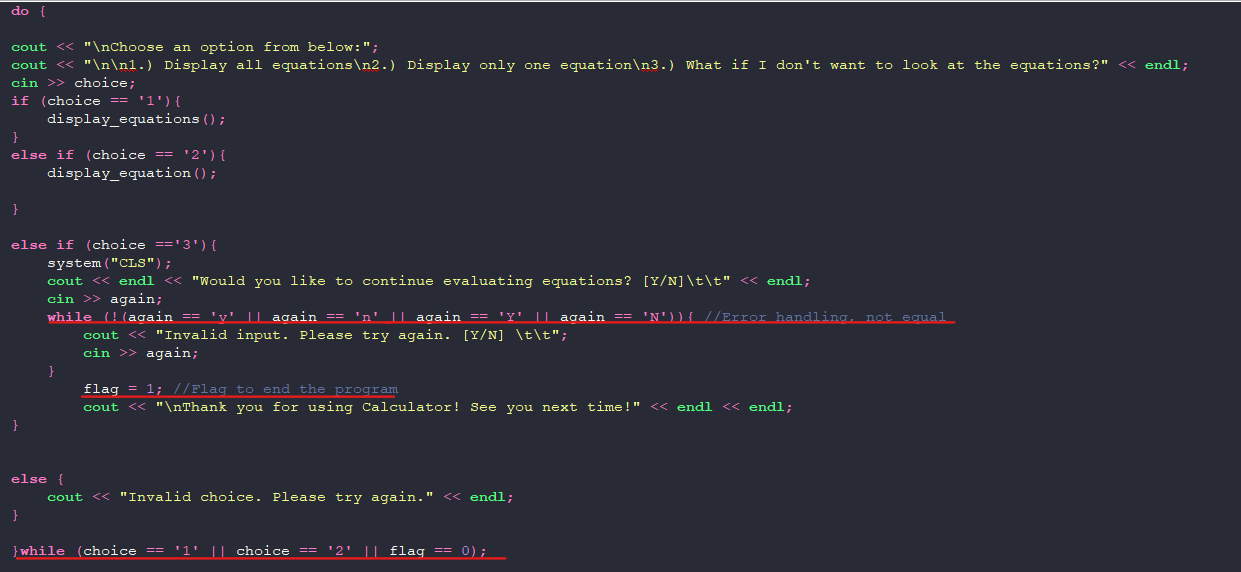 do {
cout << "\nChoose an option from below:";
cout << "\n\n1.) Display all equations\n2.) Display only one equation\n3.) What if I don't want to look at the equations?" << endl;
cin >> choice;
if (choice == '1'){
    display_equations();
}
else if (choice == '2'){
    display_equation();
}
else if (choice =='3'){
    system("CLS");
    cout << endl << "Would you like to continue evaluating equations? [Y/N]\t\t" << endl;
    cin >> again;
    while (!(again == 'y' || again == 'n' || again == 'Y' || again == 'N')){ //Error handling, not equal
        cout << "Invalid input. Please try again. [Y/N] \t\t";
        cin >> again;
    }
        flag = 1; //Flag to end the program
        cout << "\nThank you for using Calculator! See you next time!" << endl << endl;
}
else {
    cout << "Invalid choice. Please try again." << endl;
}
}while (choice == '1' || choice == '2' || flag == 0);